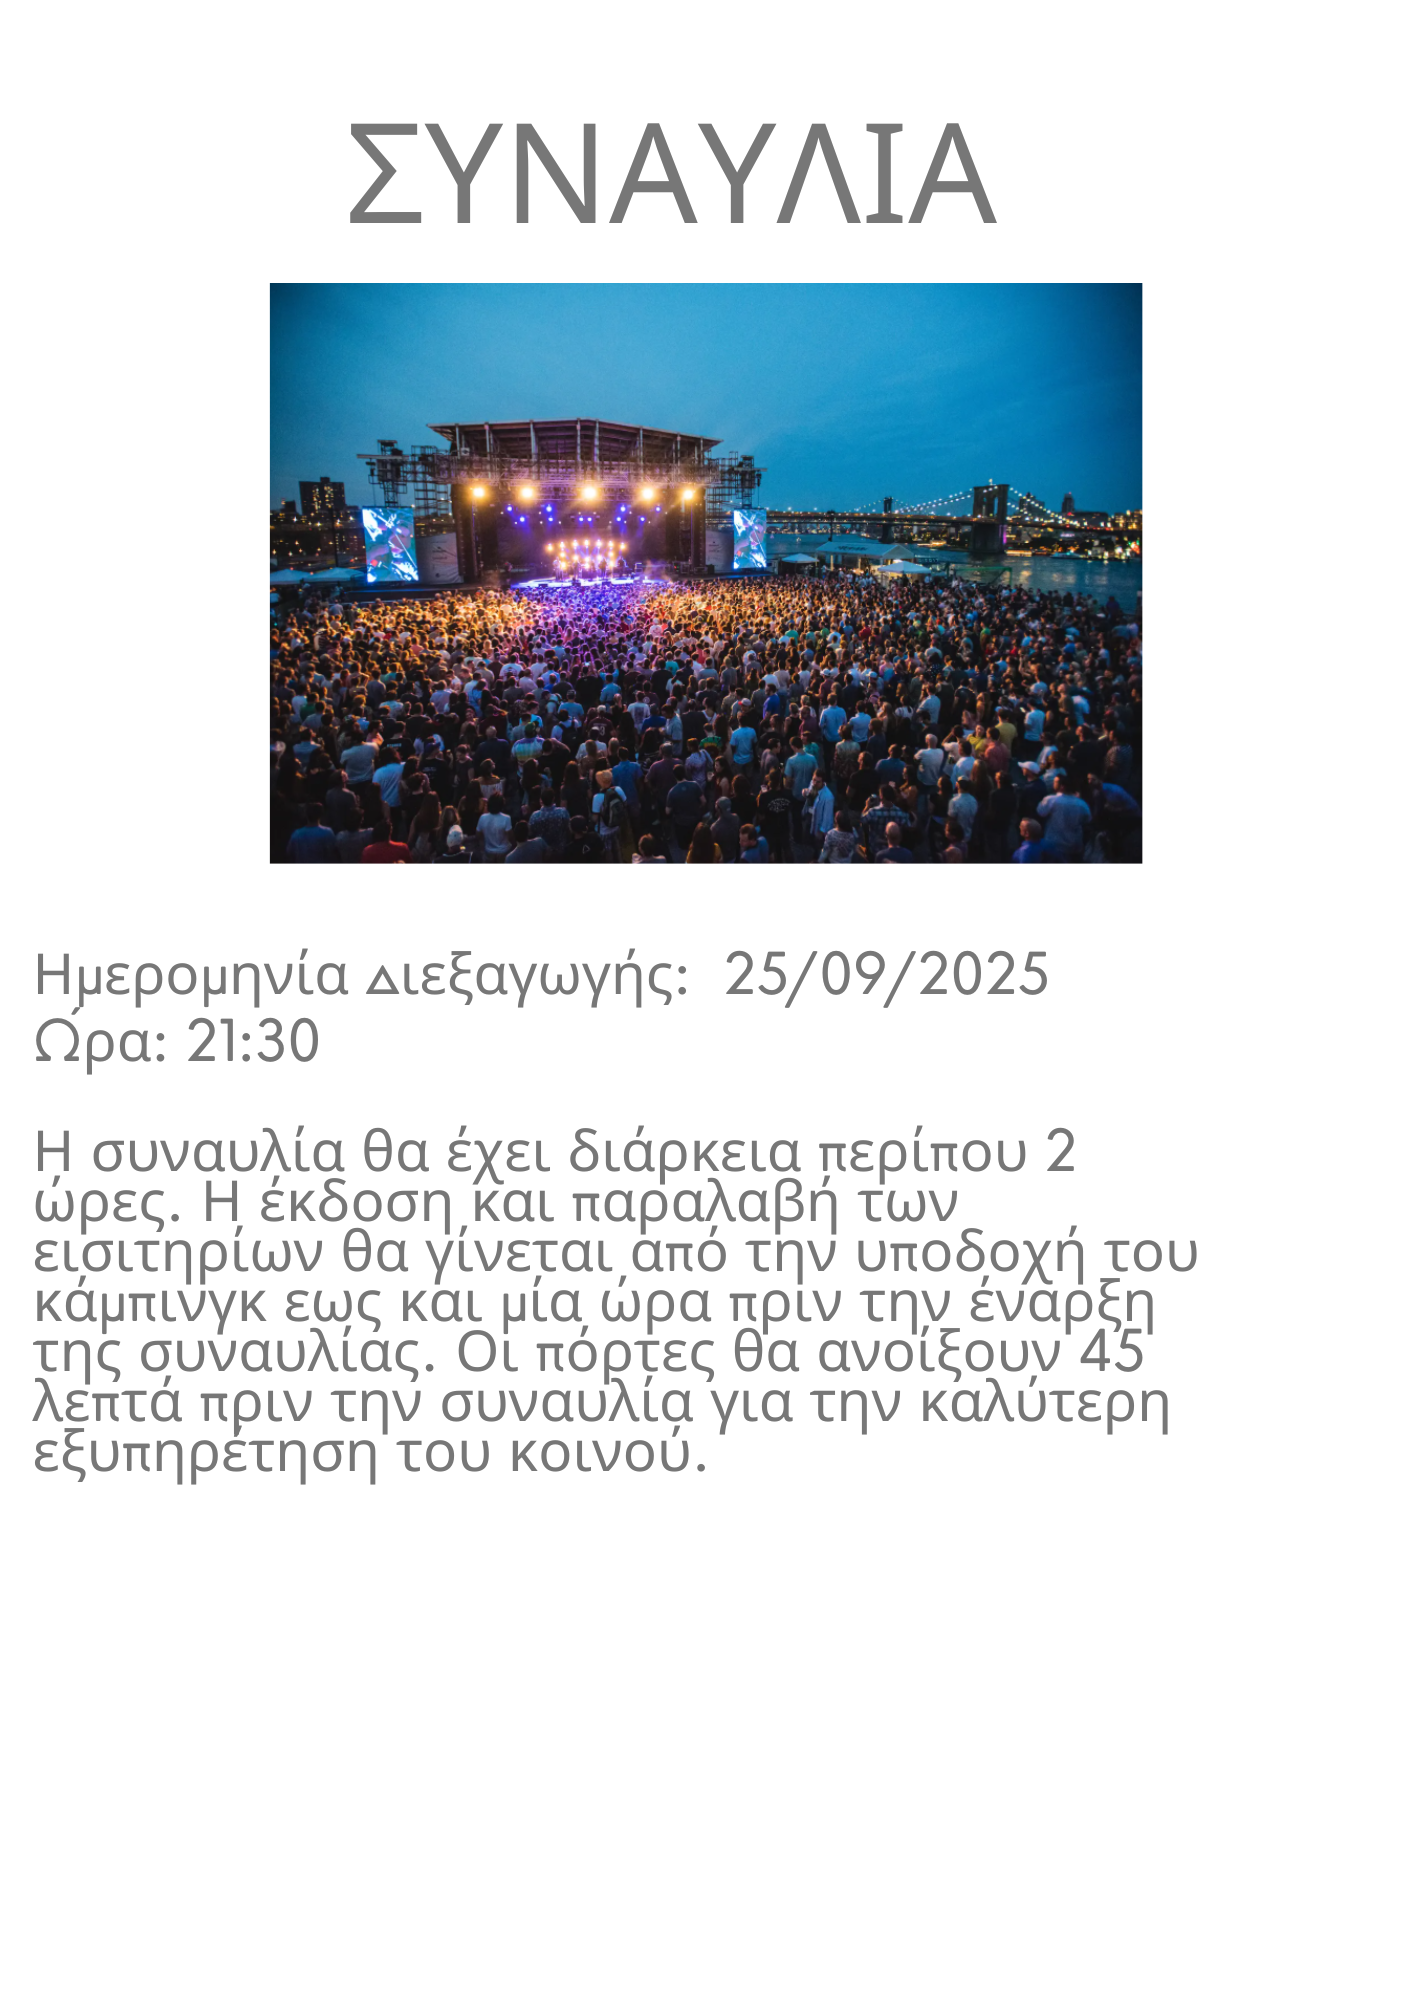 ΣΥΝΑΥΛΙΑ
Ημερομηνία Διεξαγωγής:  25/09/2025
Ώρα: 21:30
Η συναυλία θα έχει διάρκεια περίπου 2
ώρες. Η έκδοση και παραλαβή των
εισιτηρίων θα γίνεται από την υποδοχή του
κάμπινγκ εως και μία ώρα πριν την έναρξη
της συναυλίας. Οι πόρτες θα ανοίξουν 45
λεπτά πριν την συναυλία για την καλύτερη
εξυπηρέτηση του κοινού.